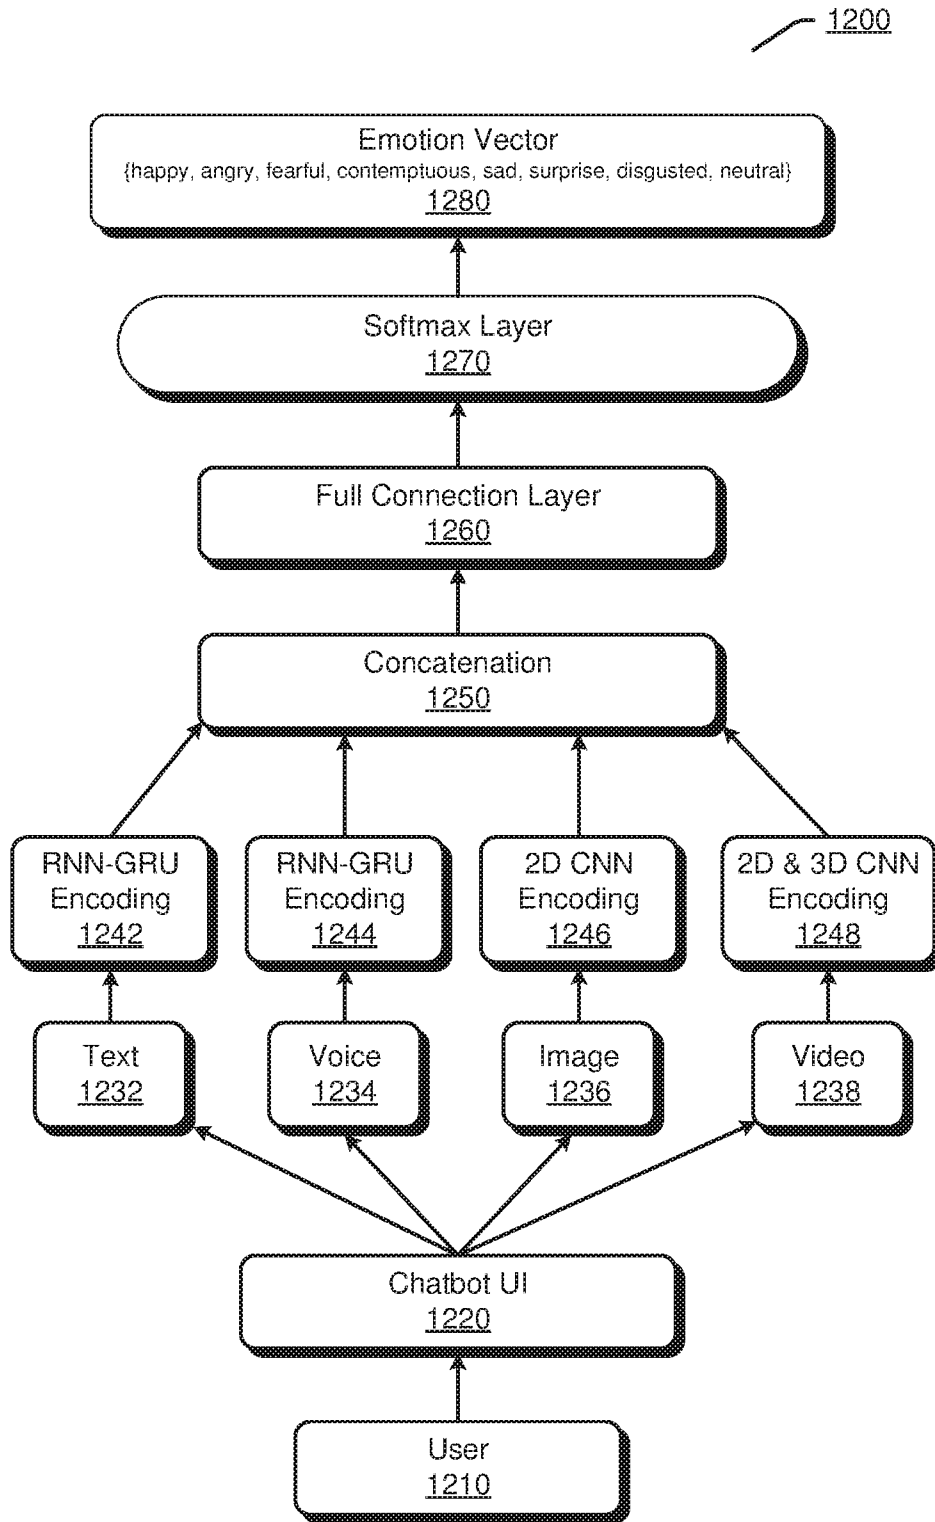 1200
Emotion Vector
{happy, angry, fearful, contemptuous, sad, surprise, disgusted, neutral}
1280
Softmax Layer
1270
Full Connection Layer
1260
Concatenation
1250
RNN-GRU
Encoding
1242
RNN-GRU
Encoding
1244
2D CNN
Encoding
1246
2D & 3D CNN
Encoding
1248
Text
1232
Voice
1234
Image
1236
Video
1238
Chatbot UI
1220
User
1210